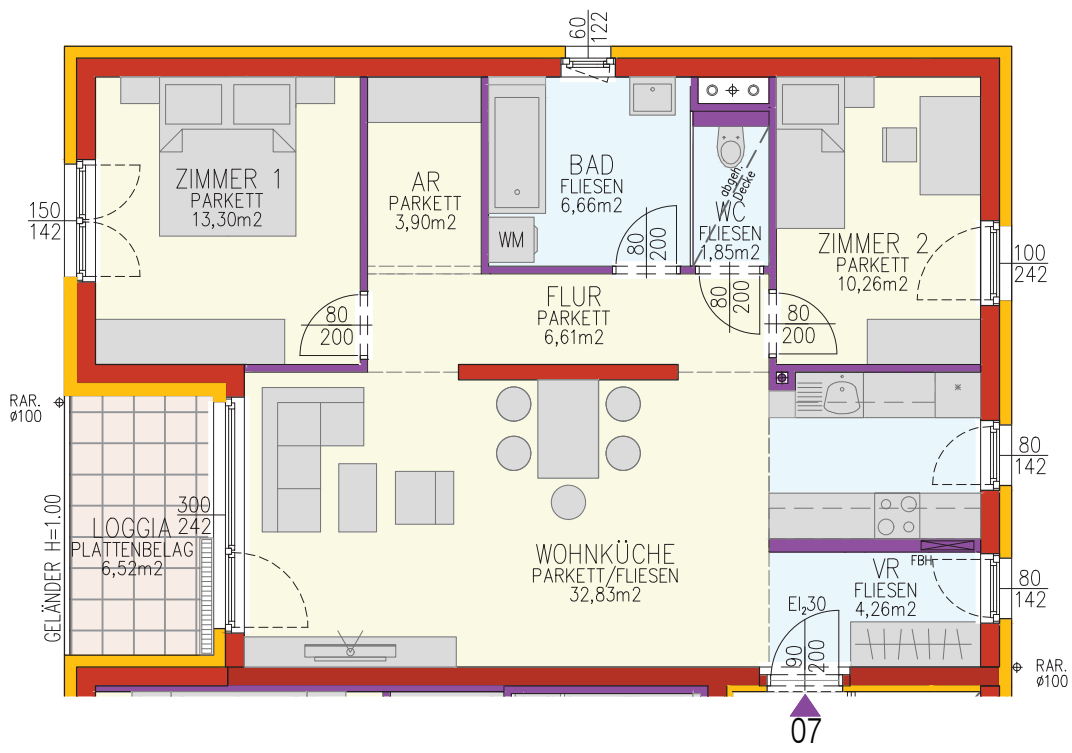 60
122
ZIMMER 1
PARKETT
13,30m2
AR
PARKETT
3,90m2
BAD
FLIESEN
6,66m2
WM
80
200
abgeh.
Decke
WC
FLIESEN
1,85m2
ZIMMER 2
PARKETT
10,26m2
150
142
100
242
80
200
FLUR
PARKETT
6,61m2
80
200
80
200
RAR.
ø100
GELÄNDER H=1.00
300
242
LOGGIA
PLATTENBELAG
6,52m2
80
142
WOHNKÜCHE
PARKETT/FLIESEN
32,83m2
FBH
VR
FLIESEN
4,26m2
80
142
EI₂30
90
200
RAR.
ø100
07